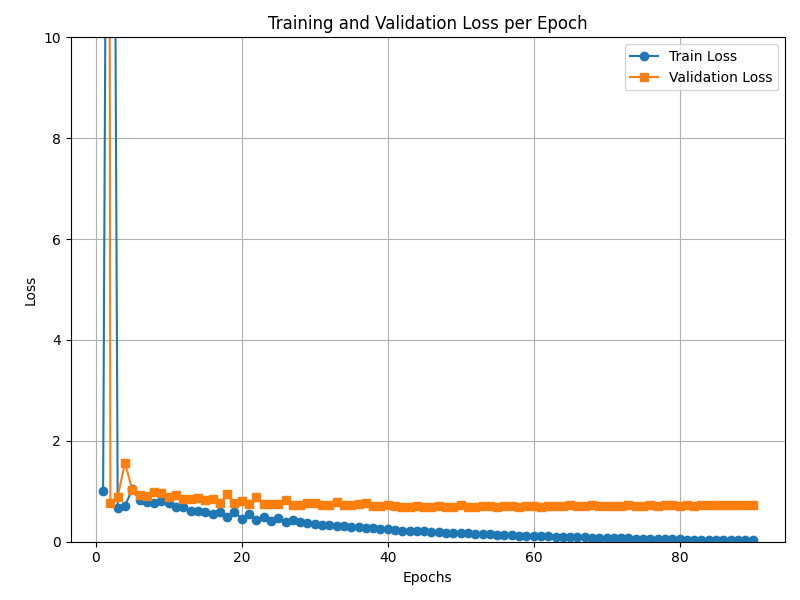 Training and Validation Loss per Epoch
Train Loss
Validation Loss
10
8
6
4
2
0
Loss
0 20 40 60 80
Epochs